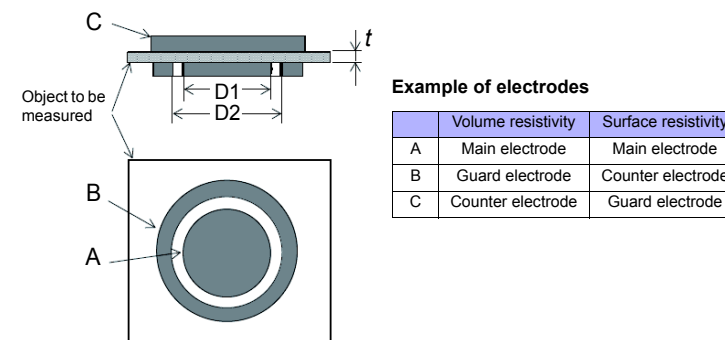 C
t
D1
D2
Object to be
measured
B
A
Example of electrodes
Volume resistivity Surface resistivity
A Main electrode Main electrode
B Guard electrode Counter electrode
C Counter electrode Guard electrode